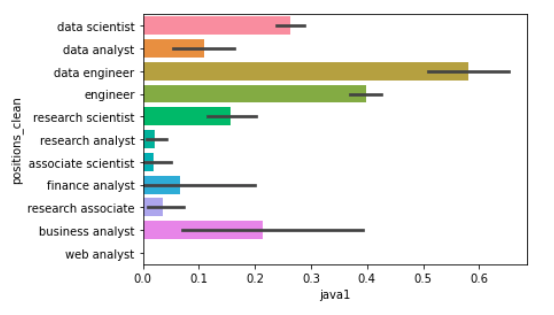 data scientist
data analyst
data engineer
engineer
research scientist
research analyst
associate scientist
finance analyst
research associate
business analyst
web analyst
positions_clean
0.0 0.1 0.2 0.3 0.4 0.5 0.6
java1